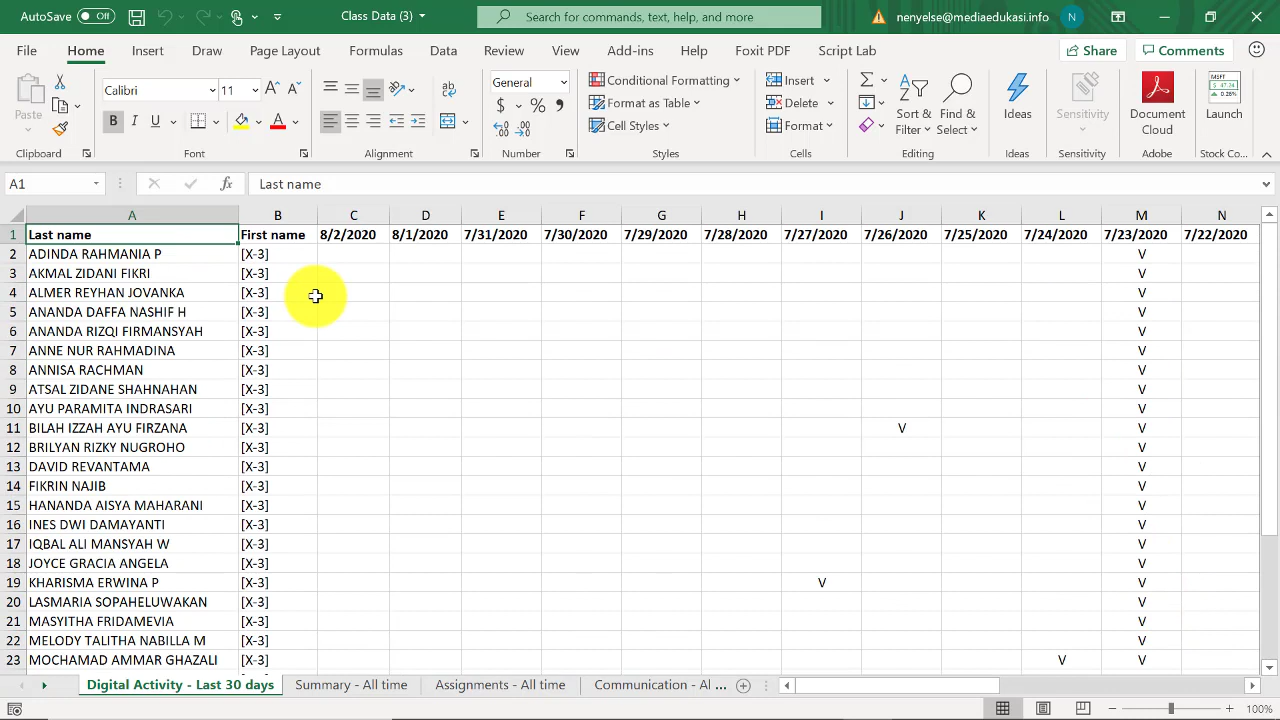 AutoSave Off Class Data (3) Search for commands, text, help, and more nenyelse@mediaedukasi.info N
File Home Insert Draw Page Layout Formulas Data Review View Add-ins Help Foxit PDF Script Lab Share Comments
Calibri 11 General Conditional Formatting Insert
Paste Format as Table Delete Sort & Filter Find & Select Ideas Sensitivity Document Cloud Launch
B I U Cell Styles Format
Clipboard Font Alignment Number Styles Cells Editing Ideas Sensitivity Adobe Stock Co...
A1 fx Last name
A B C D E F G H I J K L M N
1 Last name First name 8/2/2020 8/1/2020 7/31/2020 7/30/2020 7/29/2020 7/28/2020 7/27/2020 7/26/2020 7/25/2020 7/24/2020 7/23/2020 7/22/2020
2 ADINDA RAHMANIA P [X-3] V
3 AKMAL ZIDANI FIKRI [X-3] V
4 ALMER REYHAN JOVANKA [X-3] V
5 ANANDA DAFFA NASHIF H [X-3] V
6 ANANDA RIZQI FIRMANSYAH [X-3] V
7 ANNE NUR RAHMADINA [X-3] V
8 ANNISA RACHMAN [X-3] V
9 ATSAL ZIDANE SHAHNAHAN [X-3] V
10 AYU PARAMITA INDRASARI [X-3] V
11 BILAH IZZAH AYU FIRZANA [X-3] V V
12 BRILYAN RIZKY NUGROHO [X-3] V
13 DAVID REVANTAMA [X-3] V
14 FIKRIN NAJIB [X-3] V
15 HANANDA AISYA MAHARANI [X-3] V
16 INES DWI DAMAYANTI [X-3] V
17 IQBAL ALI MANSYAH W [X-3] V
18 JOYCE GRACIA ANGELA [X-3] V
19 KHARISMA ERWINA P [X-3] V V
20 LASMARIA SOPAHELUWAKAN [X-3] V
21 MASYITHA FRIDAMEVIA [X-3] V
22 MELODY TALITHA NABILLA M [X-3] V
23 MOCHAMAD AMMAR GHAZALI [X-3] V V
Digital Activity - Last 30 days Summary - All time Assignments - All time Communication - Al ...
100%